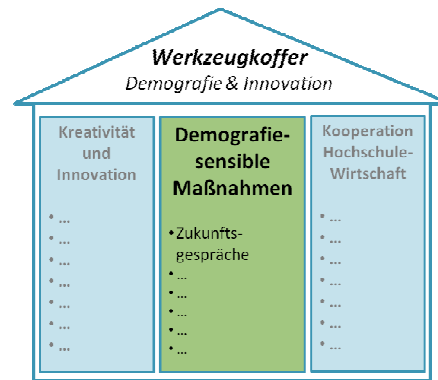 Werkzeugkoffer
Demografie & Innovation
Kreativität
und
Innovation
• ...
• ...
• ...
• ...
• ...
• ...
• ...
Demografie-
sensible
Maßnahmen
• Zukunfts-
gespräche
• ...
• ...
• ...
• ...
• ...
Kooperation
Hochschule-
Wirtschaft
• ...
• ...
• ...
• ...
• ...
• ...
• ...